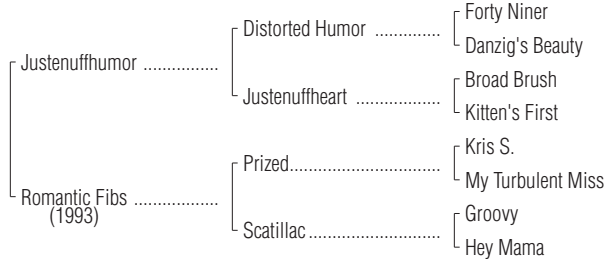 Forty Niner
Distorted Humor ...............
Danzig's Beauty
Justenuffhumor ...............
Broad Brush
Justenuffheart ................
Kitten's First
Kris S.
Prized.............................
My Turbulent Miss
Romantic Fibs .................
(1993)
Groovy
Scatillac.........................
Hey Mama